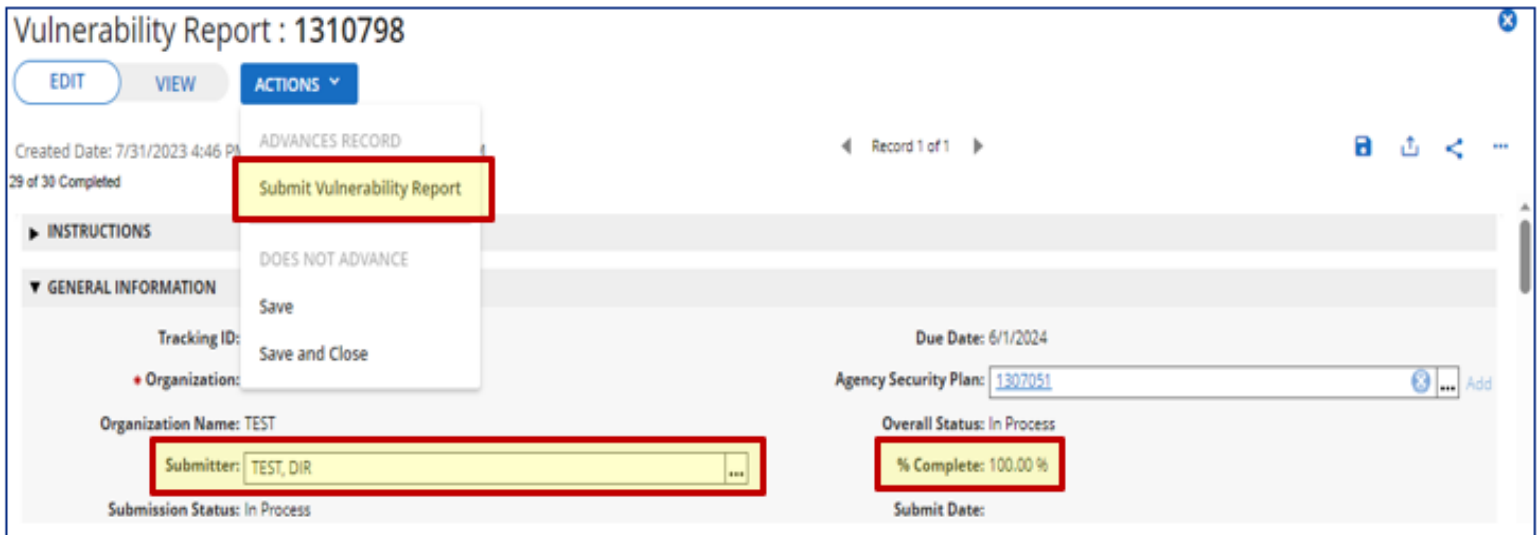 Vulnerability Report : 1310798
EDIT VIEW ACTIONS
ADVANCES RECORD
Created Date: 7/31/2023 4:46 PM
Record 1 of 1
29 of 30 Completed
Submit Vulnerability Report
INSTRUCTIONS
DOES NOT ADVANCE
GENERAL INFORMATION
Save
Tracking ID: Due Date: 6/1/2024
Save and Close
Organization: Agency Security Plan: 1307051 ... Add
Organization Name: TEST Overall Status: In Process
Submitter: TEST, DIR ... % Complete: 100.00 %
Submission Status: In Process Submit Date: